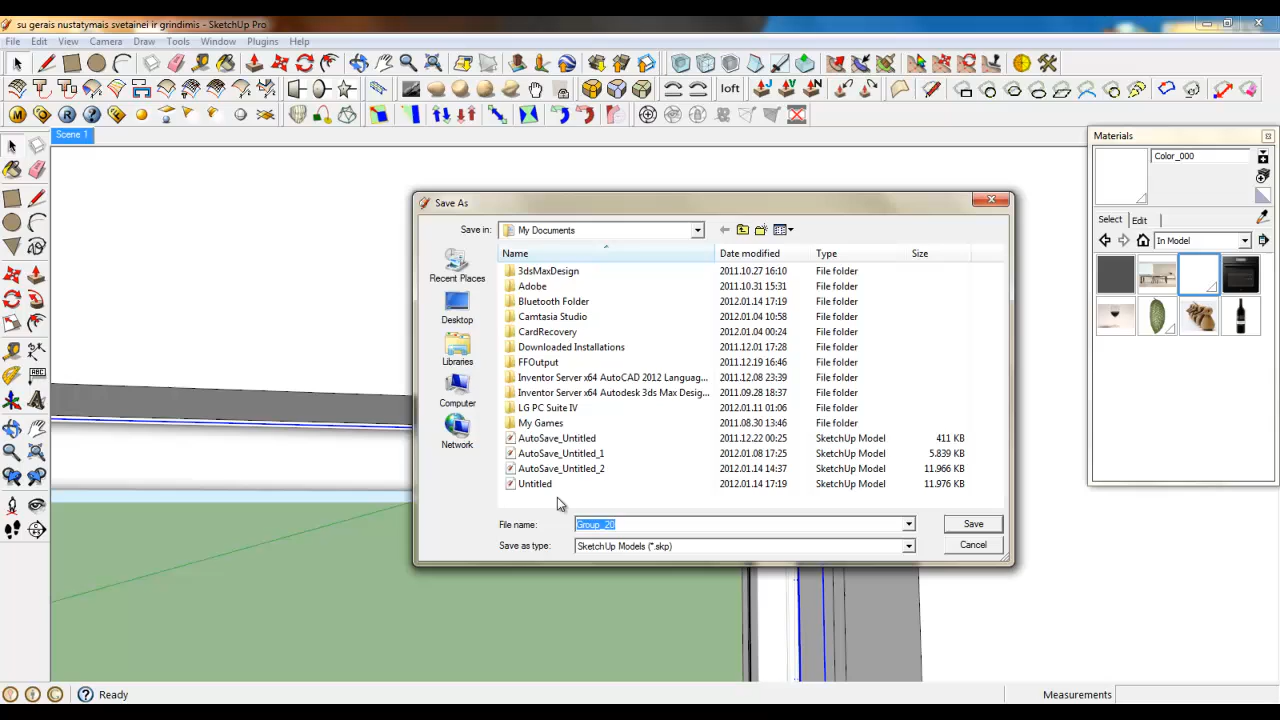 su gerais nustatymais svetainei ir grindimis - SketchUp Pro
File Edit View Camera Draw Tools Window Plugins Help
loft
Scene 1
Materials
Color_000
Select Edit
In Model
Save As
Save in: My Documents
Name Date modified Type Size
Recent Places
Desktop
Libraries
Computer
Network
3dsMaxDesign 2011.10.27 16:10 File folder
Adobe 2011.10.31 15:31 File folder
Bluetooth Folder 2012.01.14 17:19 File folder
Camtasia Studio 2012.01.04 10:58 File folder
CardRecovery 2012.01.04 00:24 File folder
Downloaded Installations 2011.12.01 17:28 File folder
FFOutput 2011.12.19 16:46 File folder
Inventor Server x64 AutoCAD 2012 Languag... 2011.12.08 23:39 File folder
Inventor Server x64 Autodesk 3ds Max Desig... 2011.09.28 18:37 File folder
LG PC Suite IV 2012.01.11 01:06 File folder
My Games 2011.08.30 13:46 File folder
AutoSave_Untitled 2011.12.22 00:25 SketchUp Model 411 KB
AutoSave_Untitled_1 2012.01.08 17:25 SketchUp Model 5.839 KB
AutoSave_Untitled_2 2012.01.14 14:37 SketchUp Model 11.966 KB
Untitled 2012.01.14 17:19 SketchUp Model 11.976 KB
File name: Group_20 Save
Save as type: SketchUp Models (*.skp) Cancel
Ready
Measurements